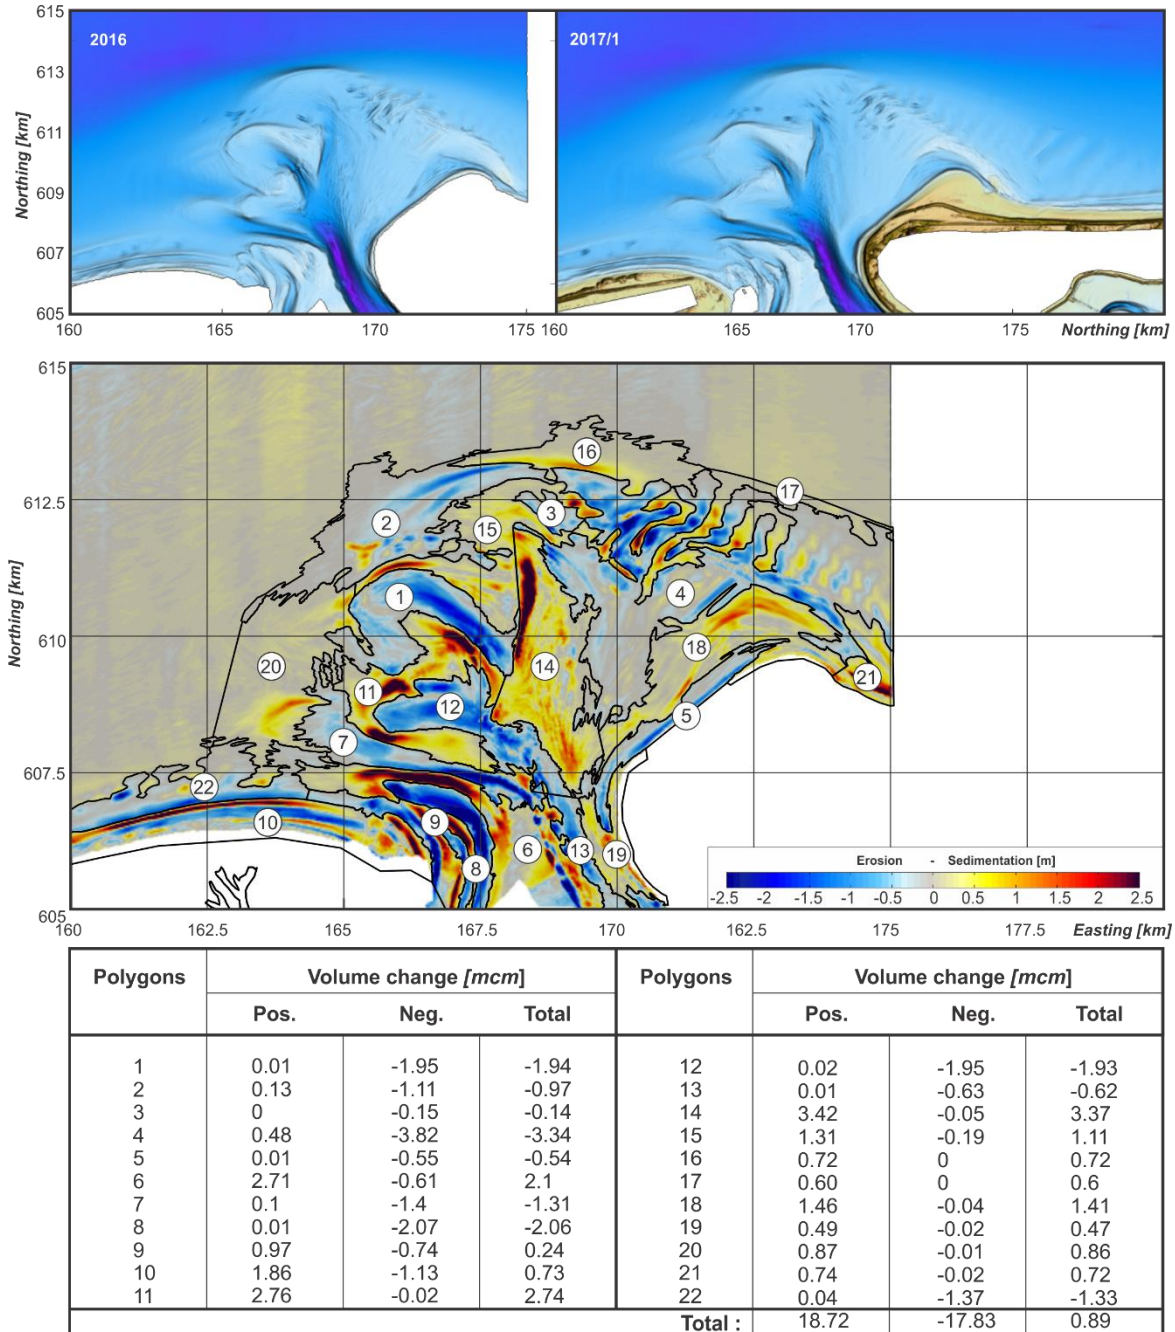 615
613
611
609
607
605
Northing [km]
2016
2017/1
160
165
170
175
160
165
170
175
Northing [km]
615
612.5
610
607.5
605
Northing [km]
16
17
2
15
3
1
4
18
20
14
11
21
12
5
7
22
10
9
6
13
19
8
Erosion - Sedimentation [m]
-2.5 -2 -1.5 -1 -0.5 0 0.5 1 1.5 2 2.5
160
162.5
165
167.5
170
162.5
175
177.5
Easting [km]
Polygons Volume change [mcm] Polygons Volume change [mcm]
Pos. Neg. Total Pos. Neg. Total
1 0.01 -1.95 -1.94 12 0.02 -1.95 -1.93
2 0.13 -1.11 -0.97 13 0.01 -0.63 -0.62
3 0 -0.15 -0.14 14 3.42 -0.05 3.37
4 0.48 -3.82 -3.34 15 1.31 -0.19 1.11
5 0.01 -0.55 -0.54 16 0.72 0 0.72
6 2.71 -0.61 2.1 17 0.60 0 0.6
7 0.1 -1.4 -1.31 18 1.46 -0.04 1.41
8 0.01 -2.07 -2.06 19 0.49 -0.02 0.47
9 0.97 -0.74 0.24 20 0.87 -0.01 0.86
10 1.86 -1.13 0.73 21 0.74 -0.02 0.72
11 2.76 -0.02 2.74 22 0.04 -1.37 -1.33
Total : 18.72 -17.83 0.89